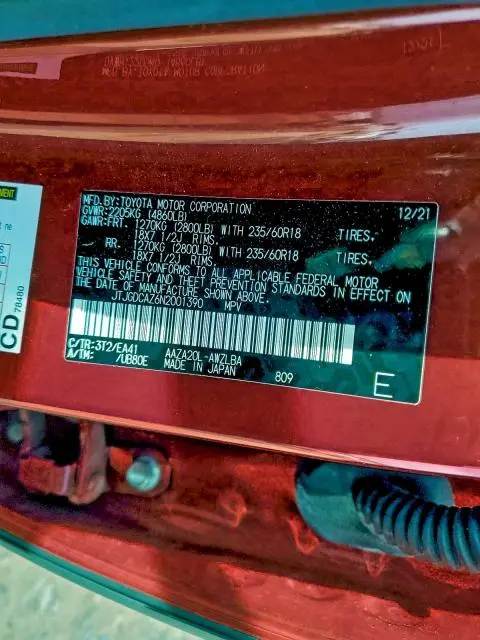 MFD.BY:TOYOTA MOTOR CORPORATION 12/21
GVWR:2205KG (4860LB)
GAWR:FRT. 1270KG (2800LB) WITH 235/60R18 TIRES,
18X7 1/2J RIMS,
RR. 1270KG (2800LB) WITH 235/60R18 TIRES,
18X7 1/2J RIMS.
THIS VEHICLE CONFORMS TO ALL APPLICABLE FEDERAL MOTOR
VEHICLE SAFETY AND THEFT PREVENTION STANDARDS IN EFFECT ON
THE DATE OF MANUFACTURE SHOWN ABOVE.
JTJGDCAZ6N2001390 MPV
C/TR:3T2/EA41 AAZA20L-AWZLBA
A/TM: /UB80E MADE IN JAPAN 809
E
CD
78480